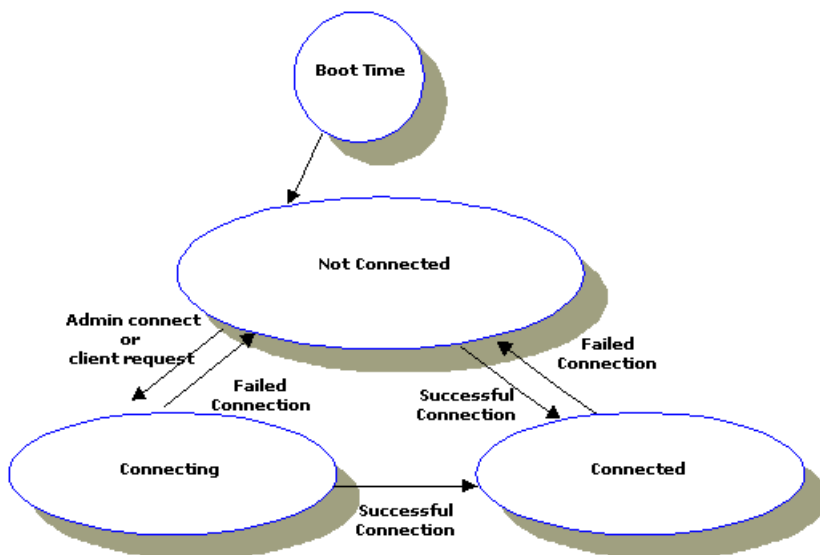 Boot Time
Not Connected
Admin connect
or
client request
Failed
Connection
Successful
Connection
Failed
Connection
Connecting
Connected
Successful
Connection